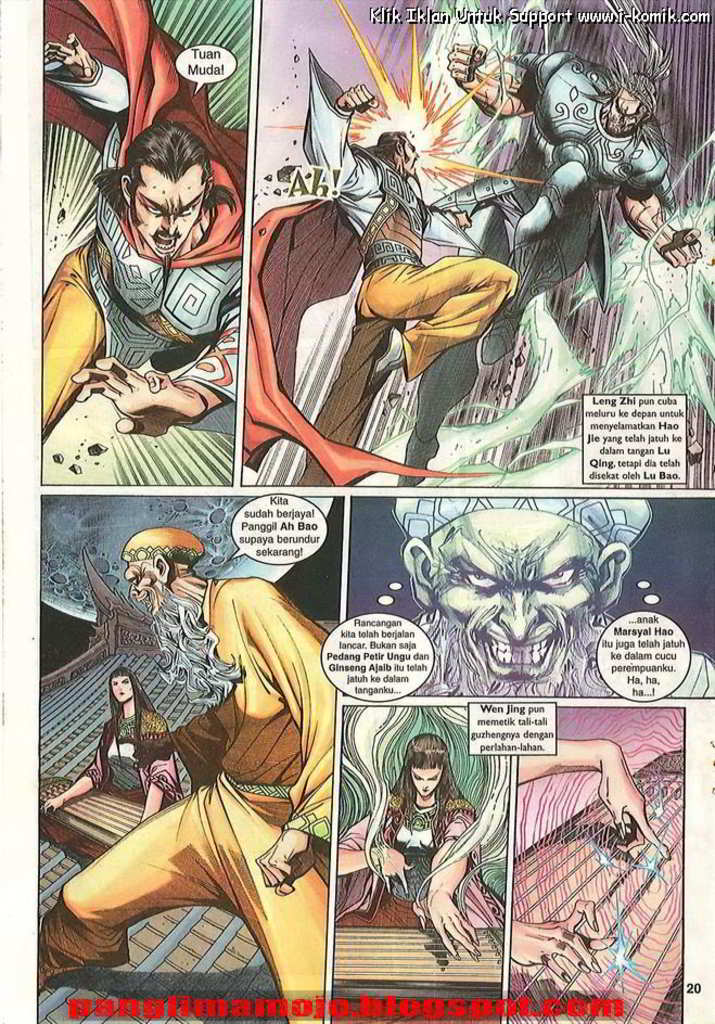 Klik Iklan Untuk Support www.i-komik.com
Tuan
Muda!
Ah!
Leng Zhi pun cuba
meluru ke depan untuk
menyelamatkan Hao
Jie yang telah jatuh ke
dalam tangan Lu
Qing, tetapi dia telah
disekat oleh Lu Bao.
Kita
sudah berjaya!
Panggil Ah Bao
supaya berundur
sekarang!
Rancangan
kita telah berjalan
lancar. Bukan saja
Pedang Petir Ungu dan
Ginseng Ajaib itu telah
jatuh ke dalam
tanganku...
...anak
Marsyal Hao
itu juga telah jatuh
ke dalam cucu
perempuanku.
Ha, ha,
ha...!
Wen Jing pun
memetik tali-tali
guzhengnya dengan
perlahan-lahan.
20
panglimamojo.blogspot.com